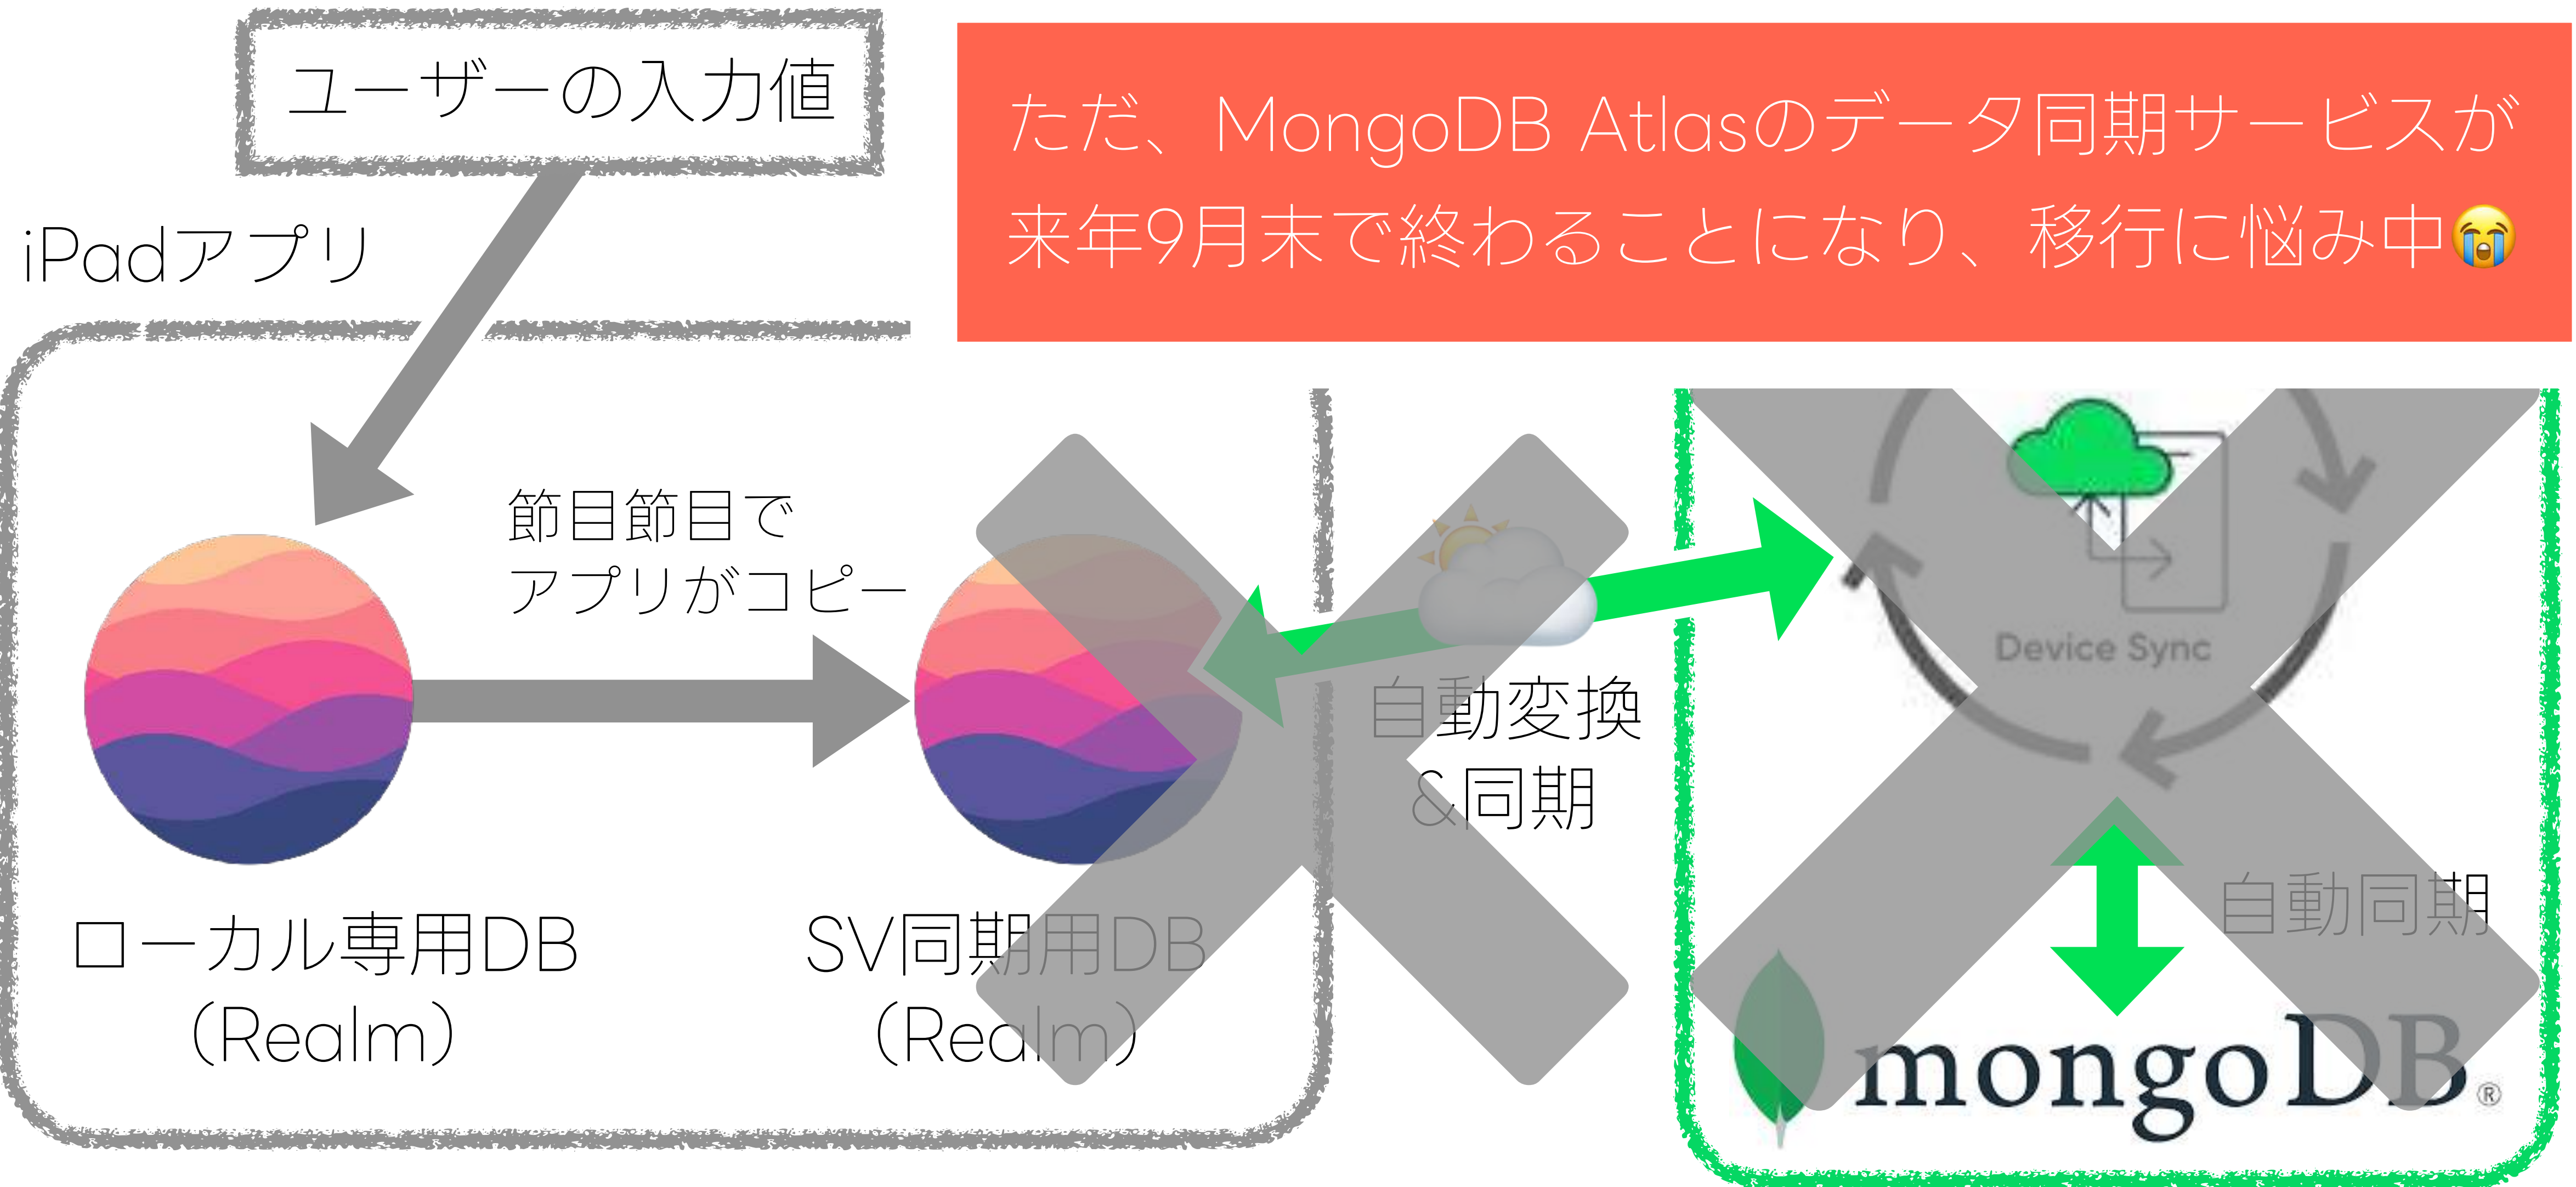 ユーザーの入力値
ただ、MongoDB Atlasのデータ同期サービスが
来年9月末で終わることになり、移行に悩み中😭
iPadアプリ
節目節目で
アプリがコピー
自動変換
&同期
Device Sync
自動同期
ローカル専用DB
(Realm)
SV同期用DB
(Realm)
mongoDB®